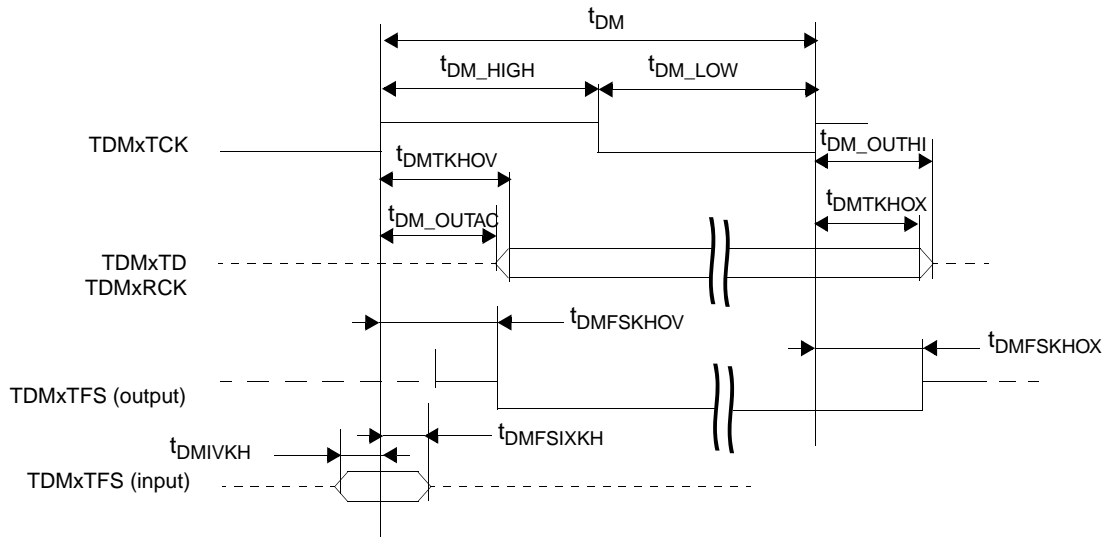 tDM
tDM_HIGH
tDM_LOW
TDMxTCK
tDM_OUTHI
tDMTKHOV
tDMTKHOX
tDM_OUTAC
TDMxTD
TDMxRCK
tDMFSKHOV
tDMFSKHOX
TDMxTFS (output)
tDMFSIXKH
tDMIVKH
TDMxTFS (input)